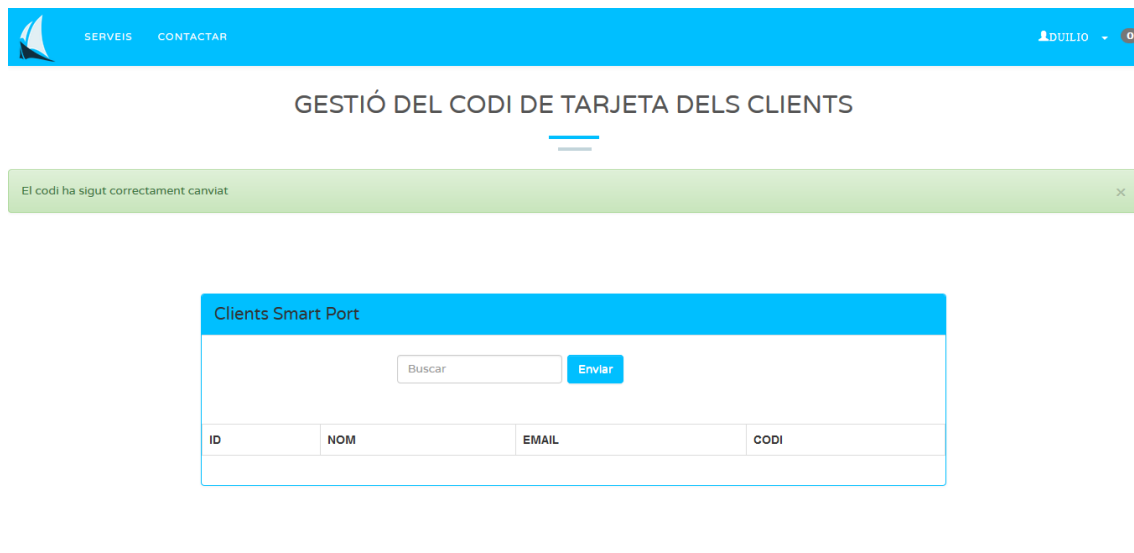 SERVEIS CONTACTAR DUILIO 0
GESTIÓ DEL CODI DE TARJETA DELS CLIENTS
El codi ha sigut correctament canviat ×
Clients Smart Port
Buscar Enviar
ID NOM EMAIL CODI